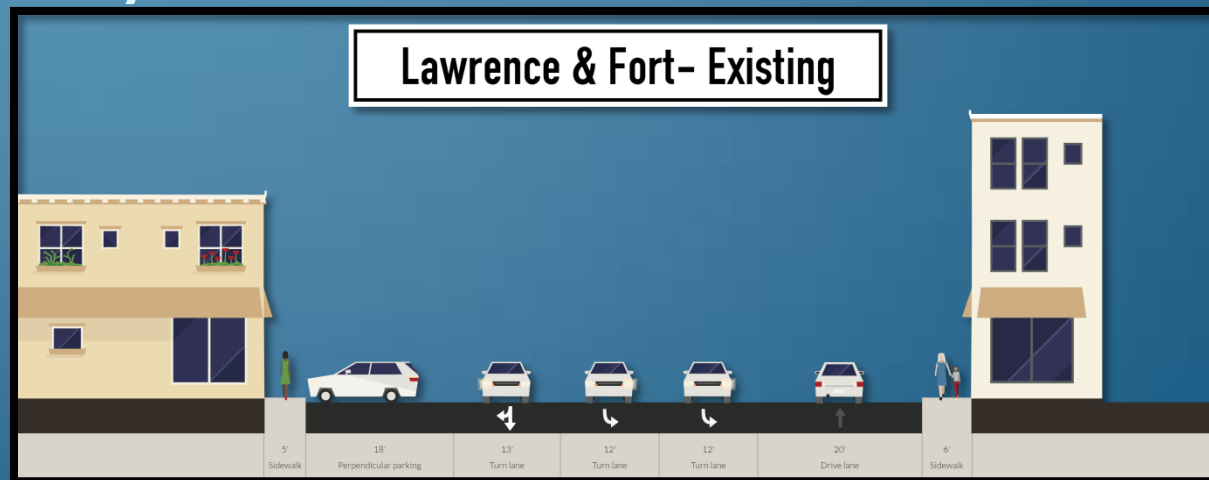 Lawrence & Fort- Existing
5' 18' 13' 12' 12' 20' 6'
Sidewalk Perpendicular parking Turn lane Turn lane Turn lane Drive lane Sidewalk